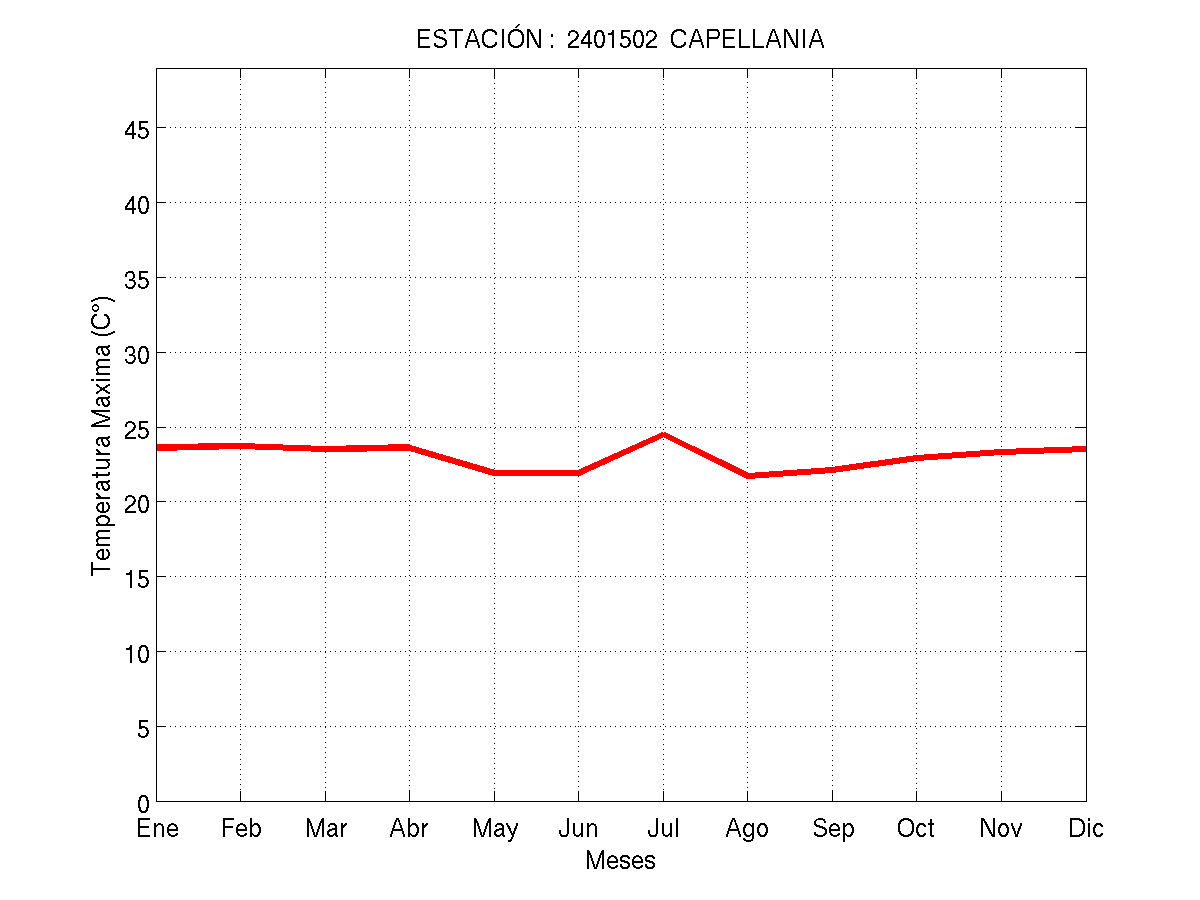 ESTACIÓN : 2401502 CAPELLANIA
Temperatura Maxima (C°)
45
40
35
30
25
20
15
10
5
0
Ene Feb Mar Abr May Jun Jul Ago Sep Oct Nov Dic
Meses